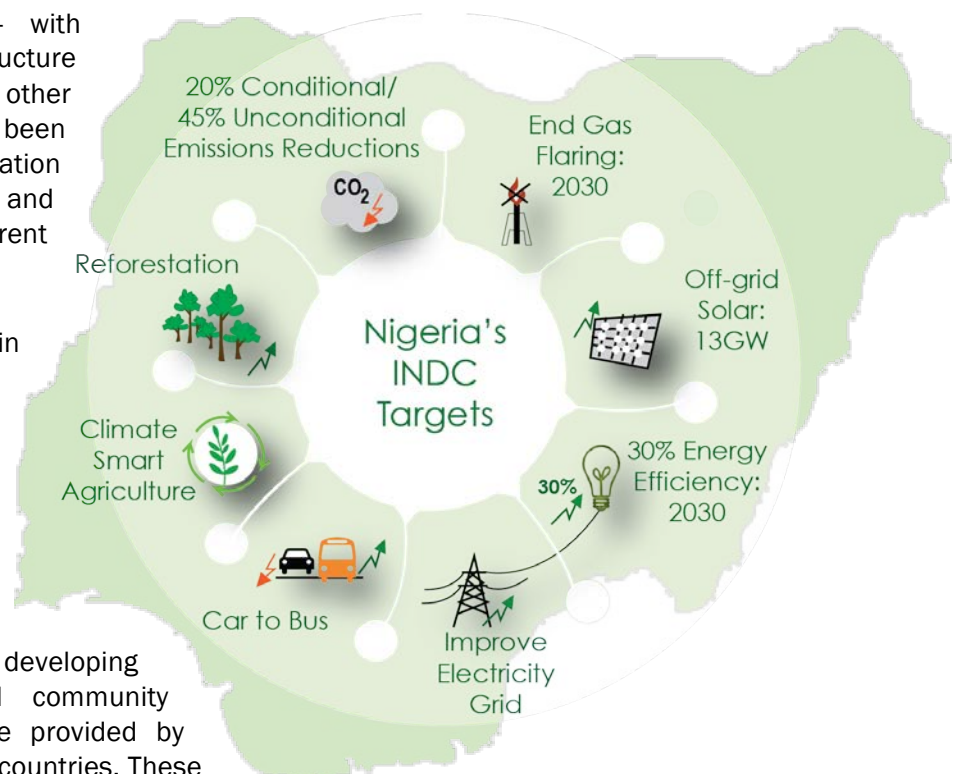 - with
ucture
other
been
ation
and
rent
in
20% Conditional/
45% Unconditional
Emissions Reductions
CO2
End Gas
Flaring:
2030
Reforestation
Off-grid
Solar:
13GW
Nigeria's
INDC
Targets
Climate
Smart
Agriculture
30% Energy
Efficiency:
2030
30%
Car to Bus
Improve
Electricity
Grid
developing
community
e provided by
countries. These